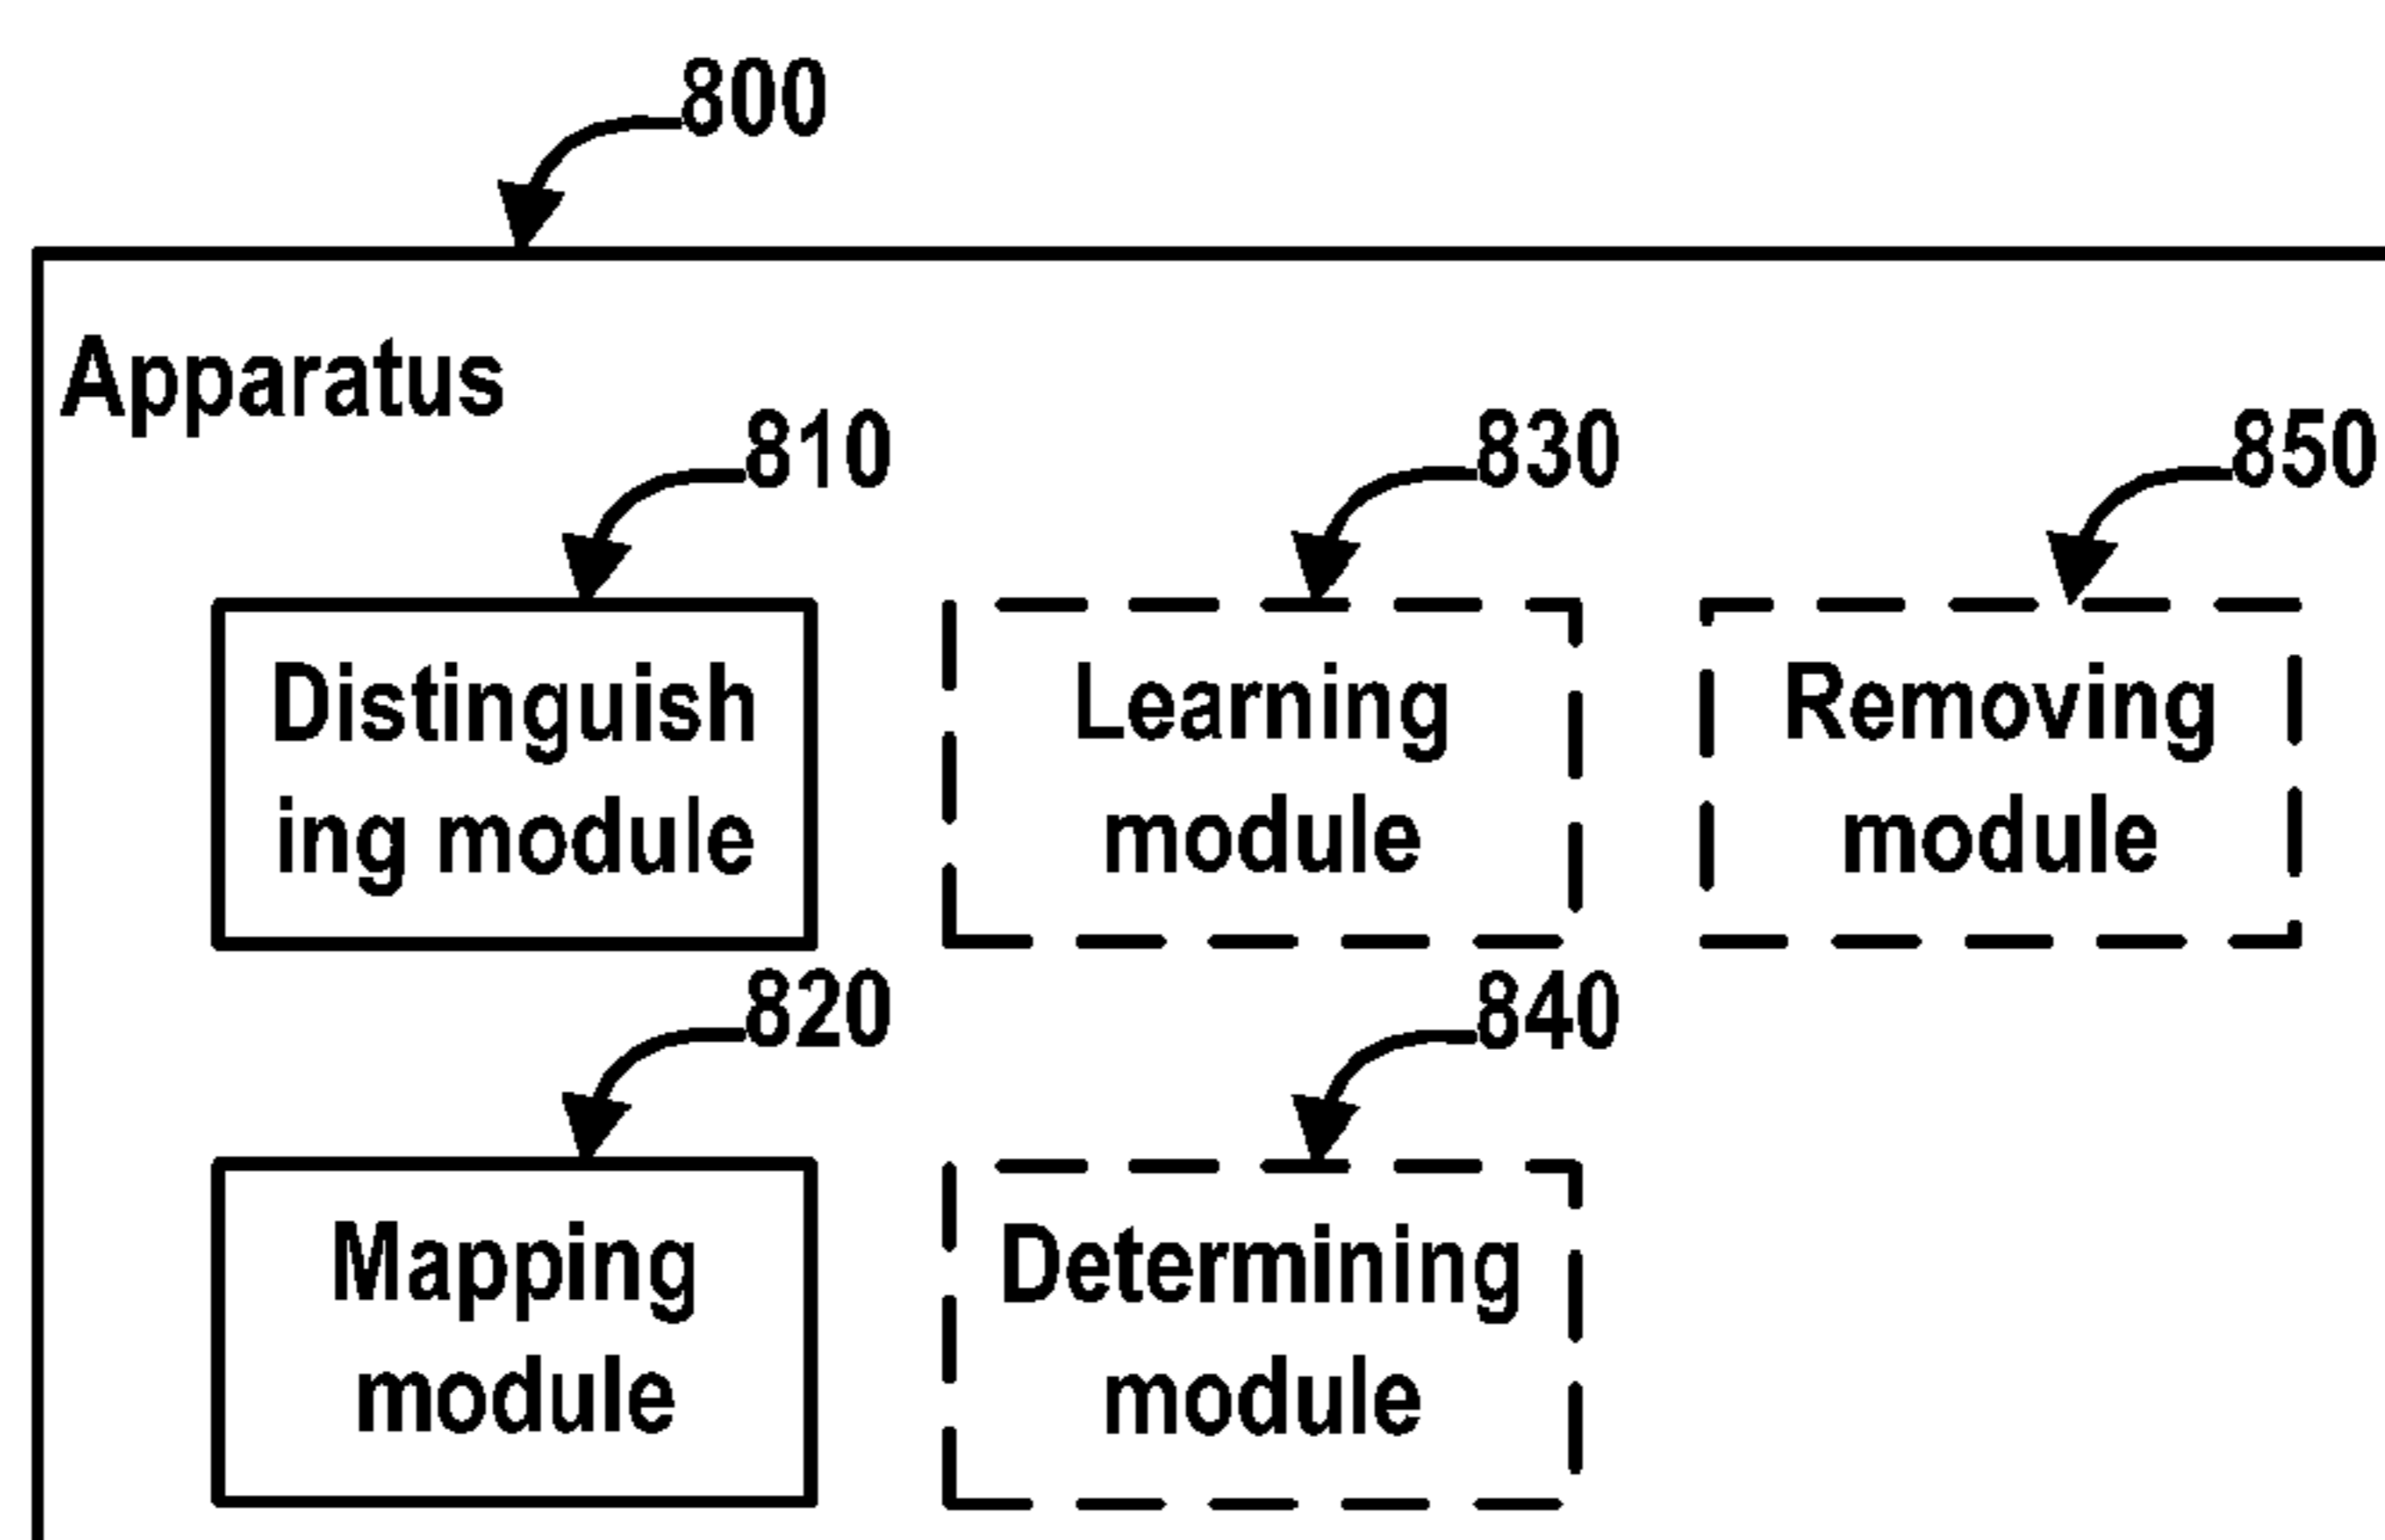 800
Apparatus
810
830
850
Distinguish
ing module
Learning
module
Removing
module
820
840
Mapping
module
Determining
module